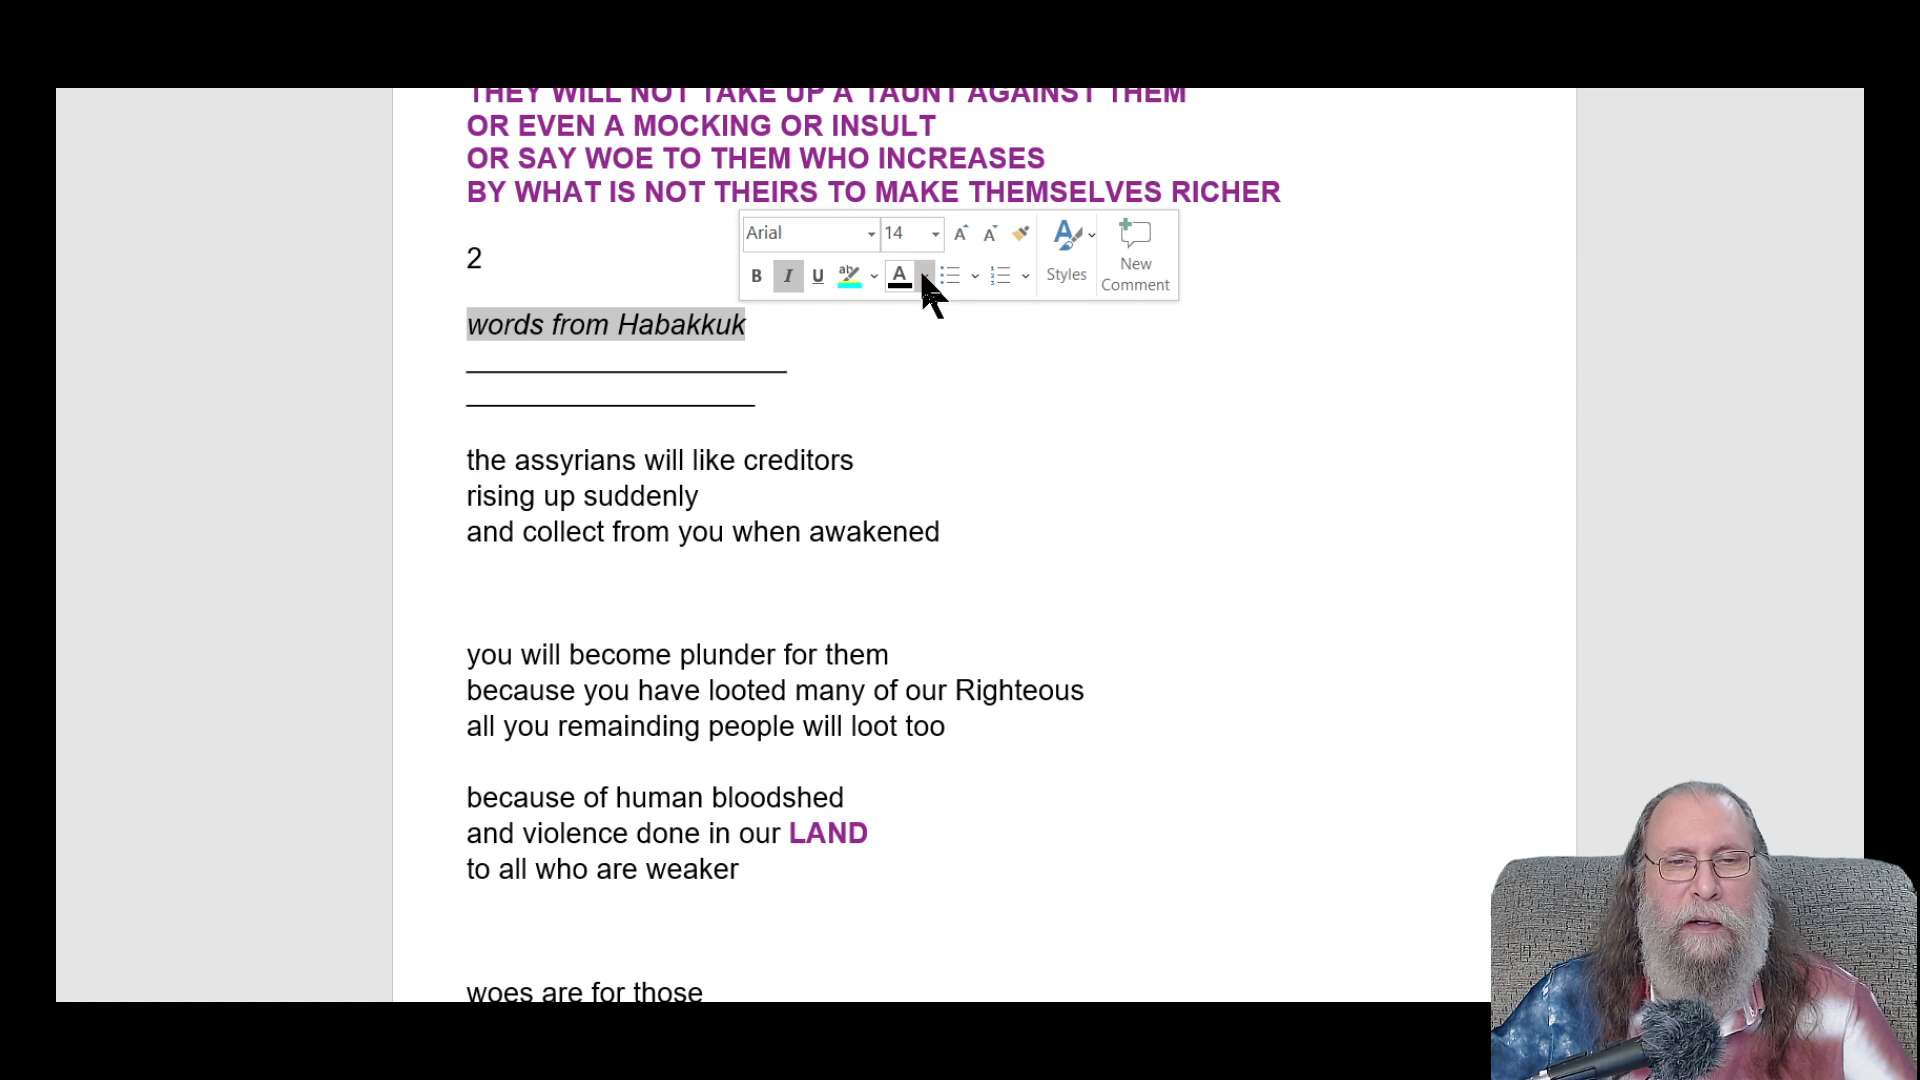 THEY WILL NOT TAKE UP A TAUNT AGAINST THEM
OR EVEN A MOCKING OR INSULT
OR SAY WOE TO THEM WHO INCREASES
BY WHAT IS NOT THEIRS TO MAKE THEMSELVES RICHER
Arial 14
B I U ab A Styles New Comment
2
words from Habakkuk
the assyrians will like creditors
rising up suddenly
and collect from you when awakened
you will become plunder for them
because you have looted many of our Righteous
all you remainding people will loot too
because of human bloodshed
and violence done in our LAND
to all who are weaker
woes are for those